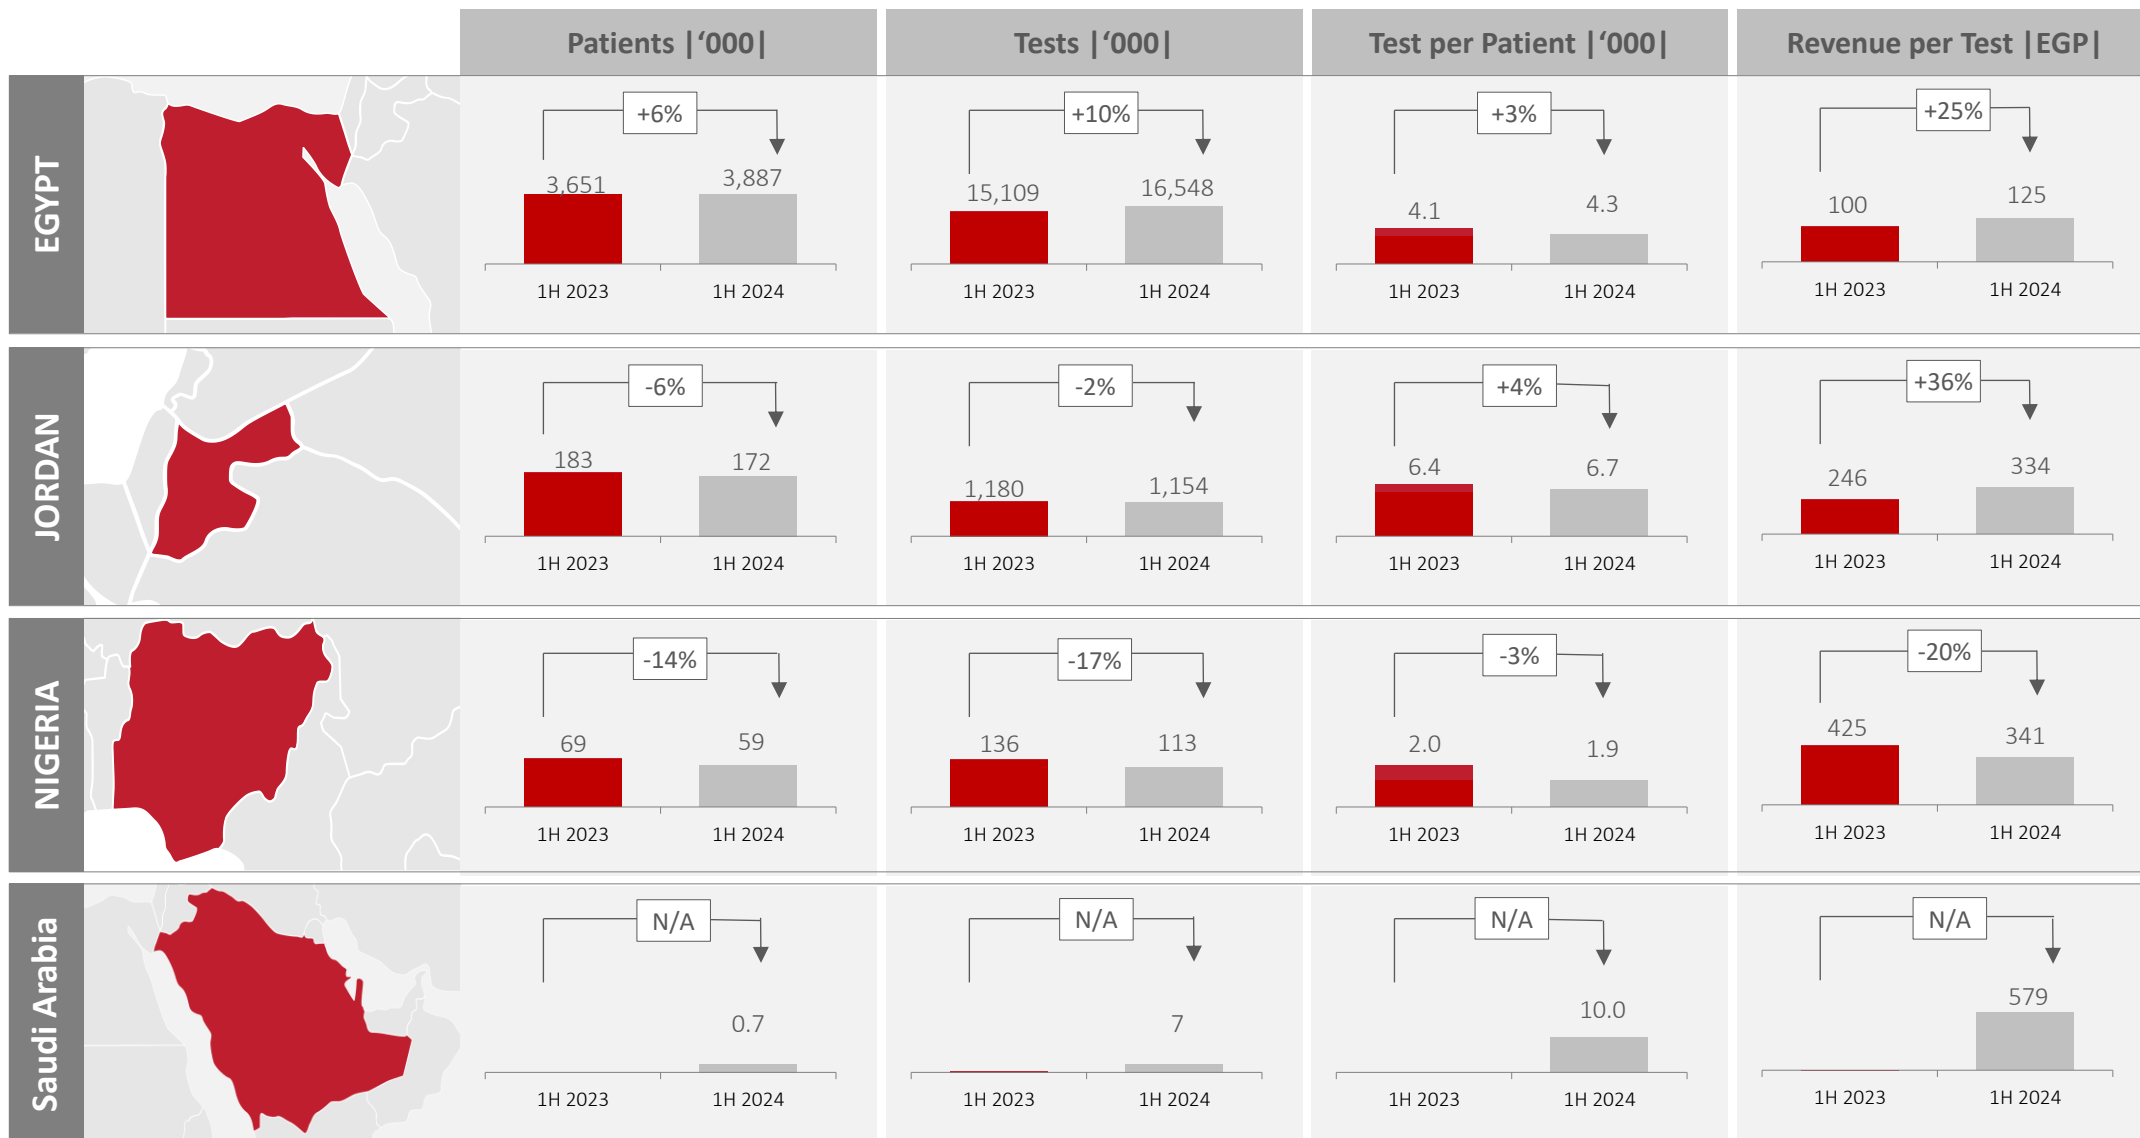 Patients |‘000|
Tests |‘000|
Test per Patient |‘000|
Revenue per Test |EGP|
EGYPT
+6%
3,651
3,887
1H 2023
1H 2024
+10%
15,109
16,548
1H 2023
1H 2024
+3%
4.1
4.3
1H 2023
1H 2024
+25%
100
125
1H 2023
1H 2024
JORDAN
-6%
183
172
1H 2023
1H 2024
-2%
1,180
1,154
1H 2023
1H 2024
+4%
6.4
6.7
1H 2023
1H 2024
+36%
246
334
1H 2023
1H 2024
NIGERIA
-14%
69
59
1H 2023
1H 2024
-17%
136
113
1H 2023
1H 2024
-3%
2.0
1.9
1H 2023
1H 2024
-20%
425
341
1H 2023
1H 2024
Saudi Arabia
N/A
0.7
1H 2023
1H 2024
N/A
7
1H 2023
1H 2024
N/A
10.0
1H 2023
1H 2024
N/A
579
1H 2023
1H 2024